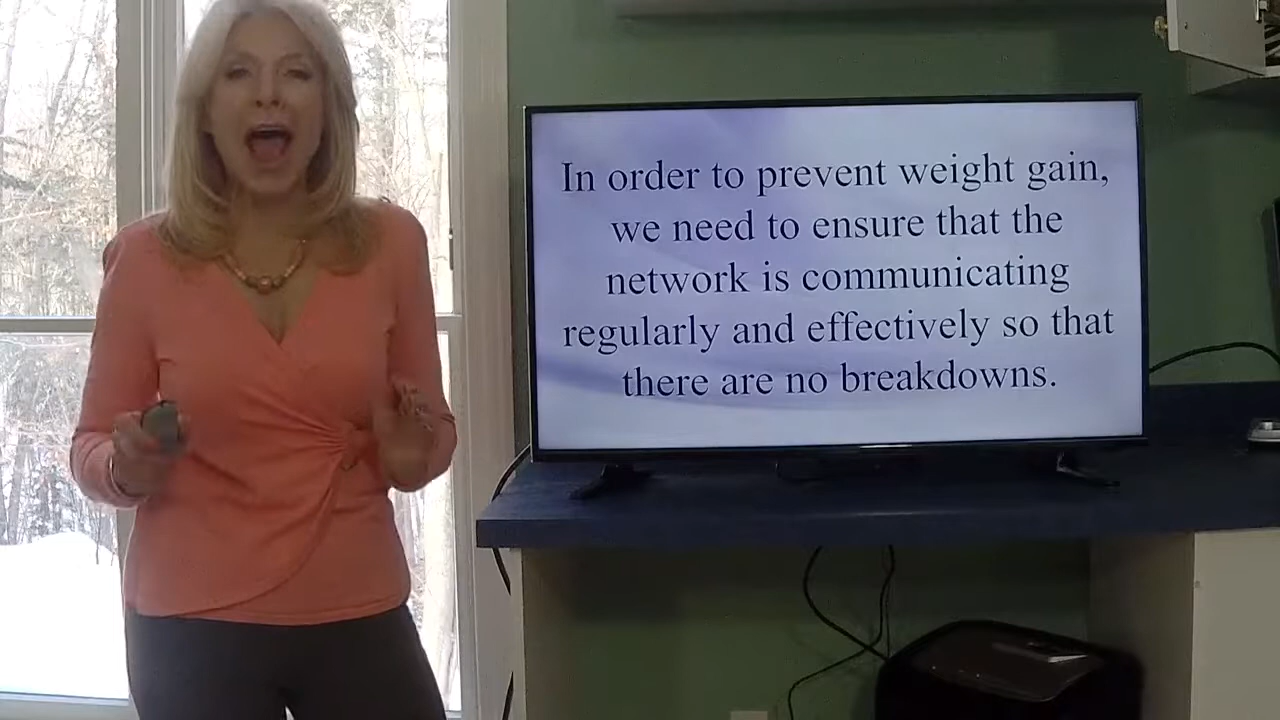 In order to prevent weight gain,
we need to ensure that the
network is communicating
regularly and effectively so that
there are no breakdowns.